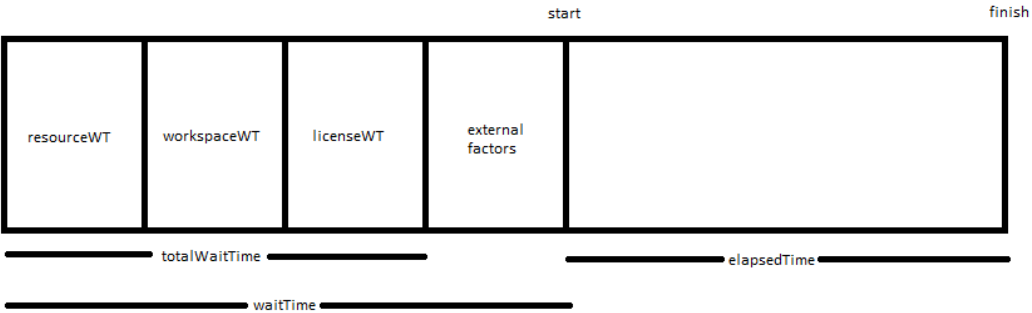 start
finish
resourceWT
workspaceWT
licenseWT
external
factors
totalWaitTime
elapsedTime
waitTime